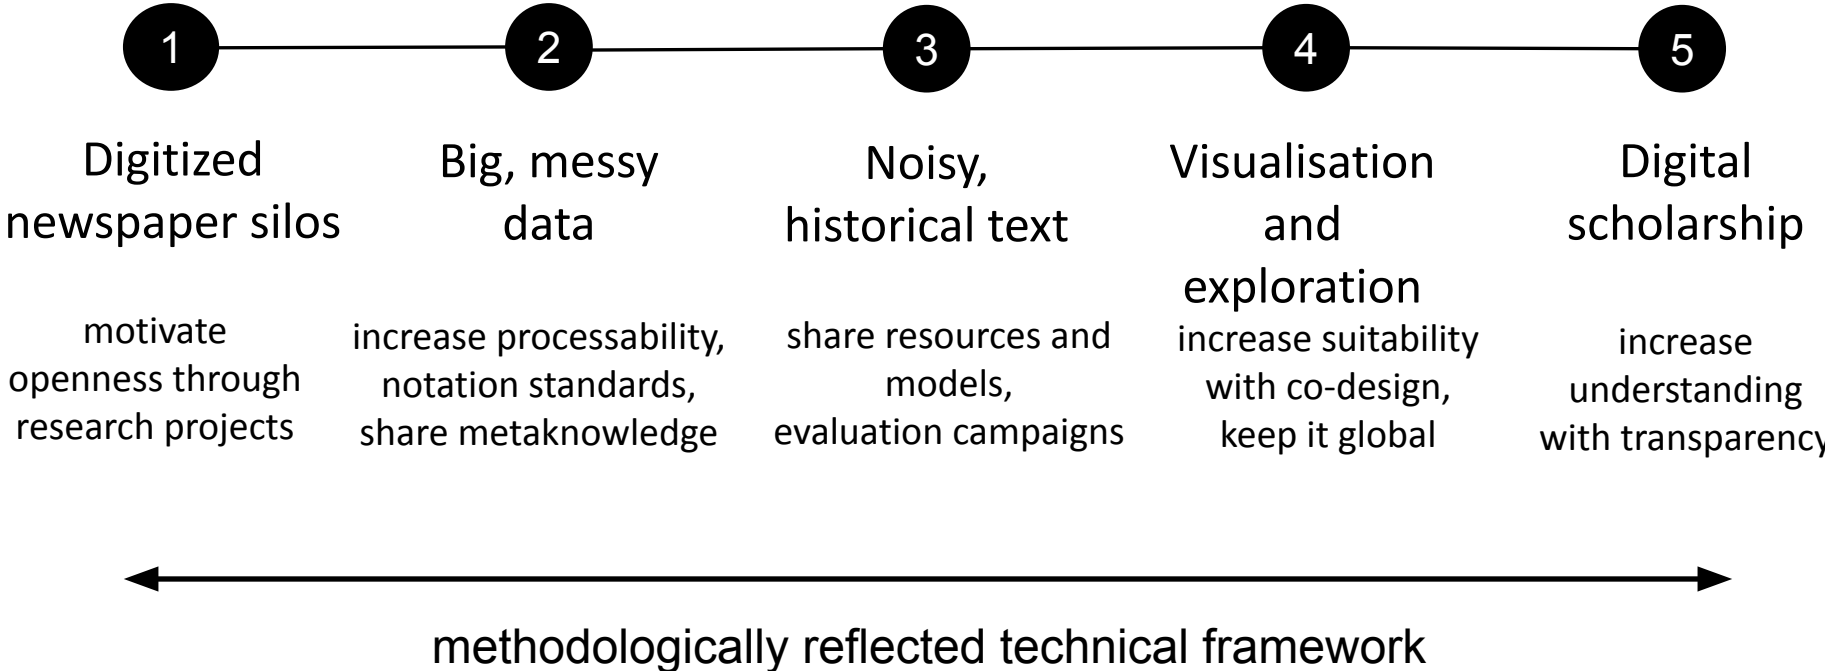 1
2
3
4
5
Digitized
newspaper silos
motivate
openness through
research projects
Big, messy
data
increase processability,
notation standards,
share metaknowledge
Noisy,
historical text
share resources and
models,
evaluation campaigns
Visualisation
and
exploration
increase suitability
with co-design,
keep it global
Digital
scholarship
increase
understanding
with transparency
methodologically reflected technical framework